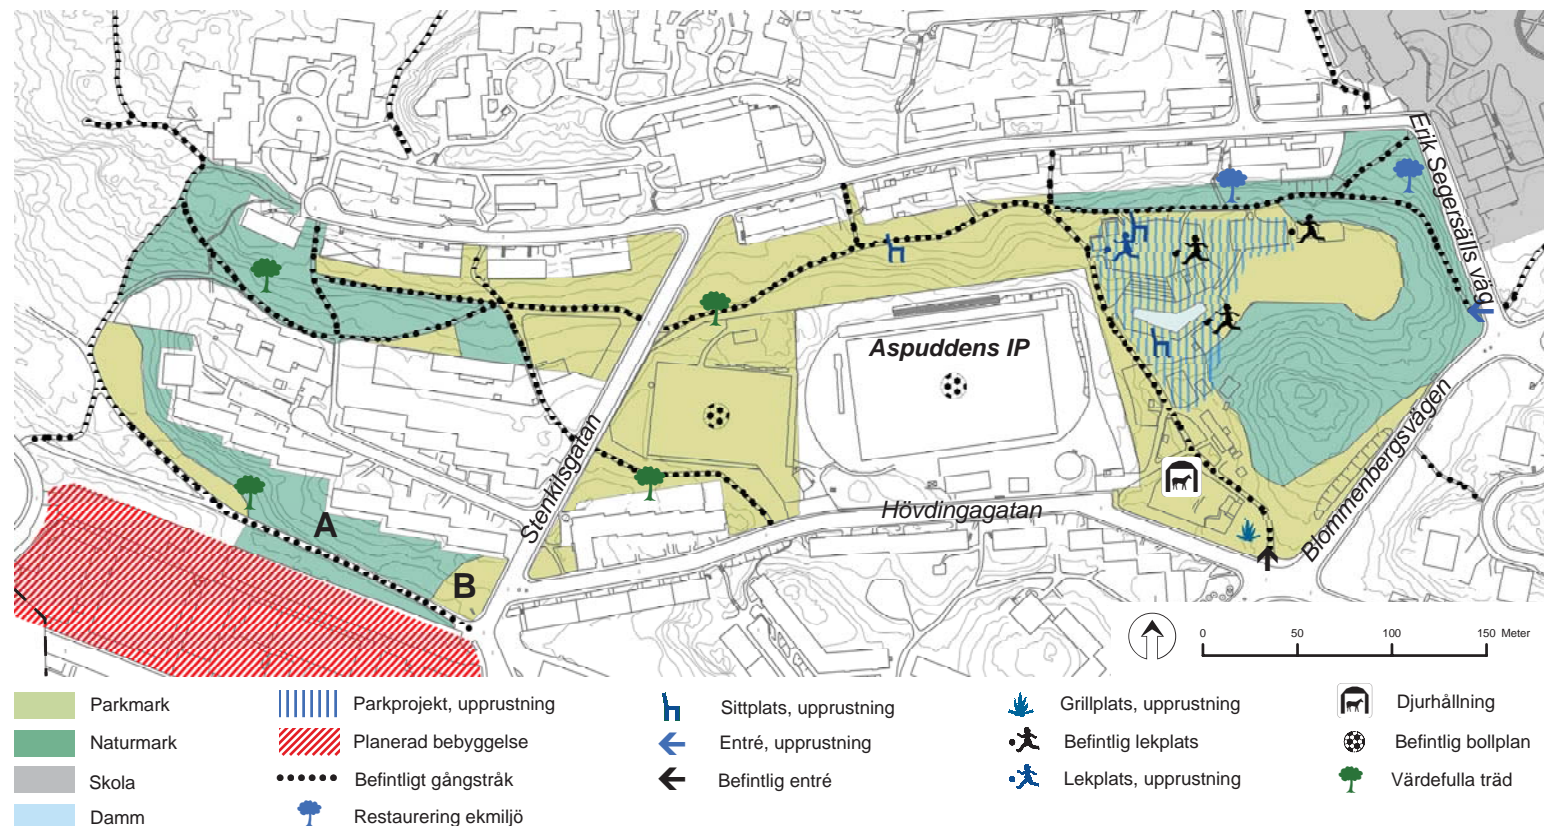 Erik Segersälls väg
Aspuddens IP
Stenkilsgatan
Hövdingagatan
Blommenbergsvägen
A
B
0 50 100 150 Meter
Parkmark
Naturmark
Skola
Damm
Parkprojekt, upprustning
Planerad bebyggelse
Befintligt gångstråk
Restaurering ekmiljö
Sittplats, upprustning
Entré, upprustning
Befintlig entré
Grillplats, upprustning
Befintlig lekplats
Lekplats, upprustning
Djurhållning
Befintlig bollplan
Värdefulla träd